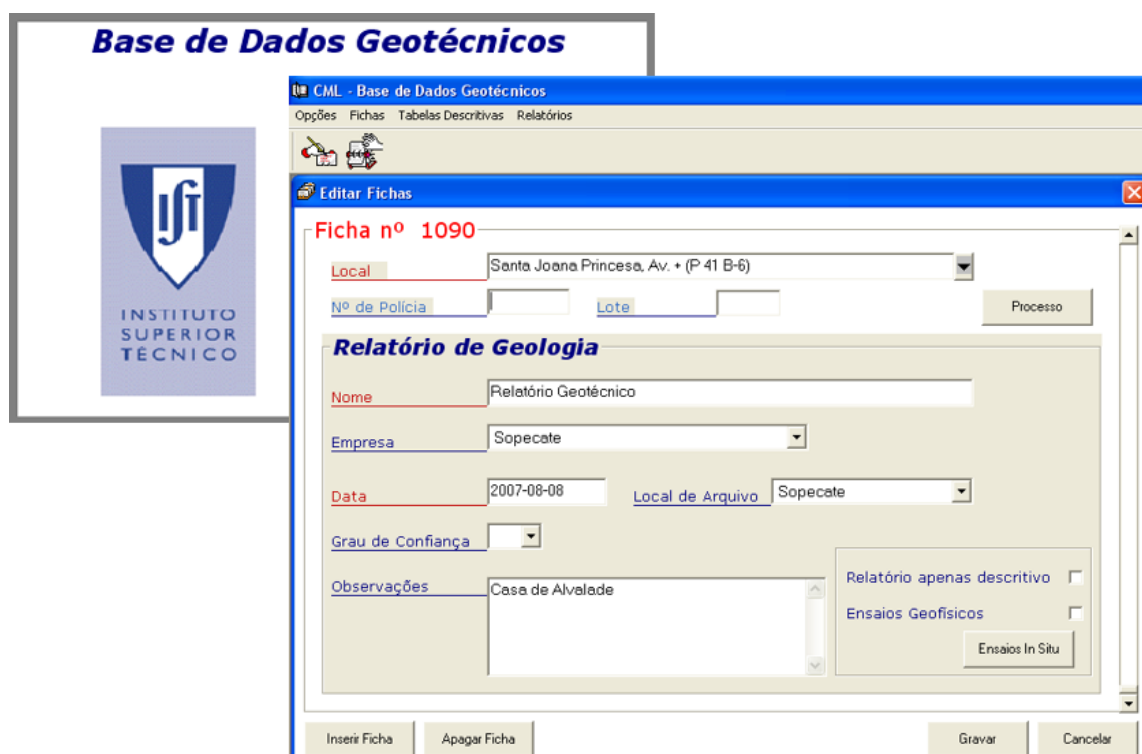 Base de Dados Geotécnicos
IST
INSTITUTO
SUPERIOR
TÉCNICO
CML - Base de Dados Geotécnicos
Opções Fichas Tabelas Descritivas Relatórios
Editar Fichas
Ficha nº 1090
Local Santa Joana Princesa, Av. + (P 41 B-6)
Nº de Polícia Lote Processo
Relatório de Geologia
Nome Relatório Geotécnico
Empresa Sopecate
Data 2007-08-08 Local de Arquivo Sopecate
Grau de Confiança
Observações Casa de Alvalade
Relatório apenas descritivo
Ensaios Geofísicos
Ensaios In Situ
Inserir Ficha Apagar Ficha Gravar Cancelar